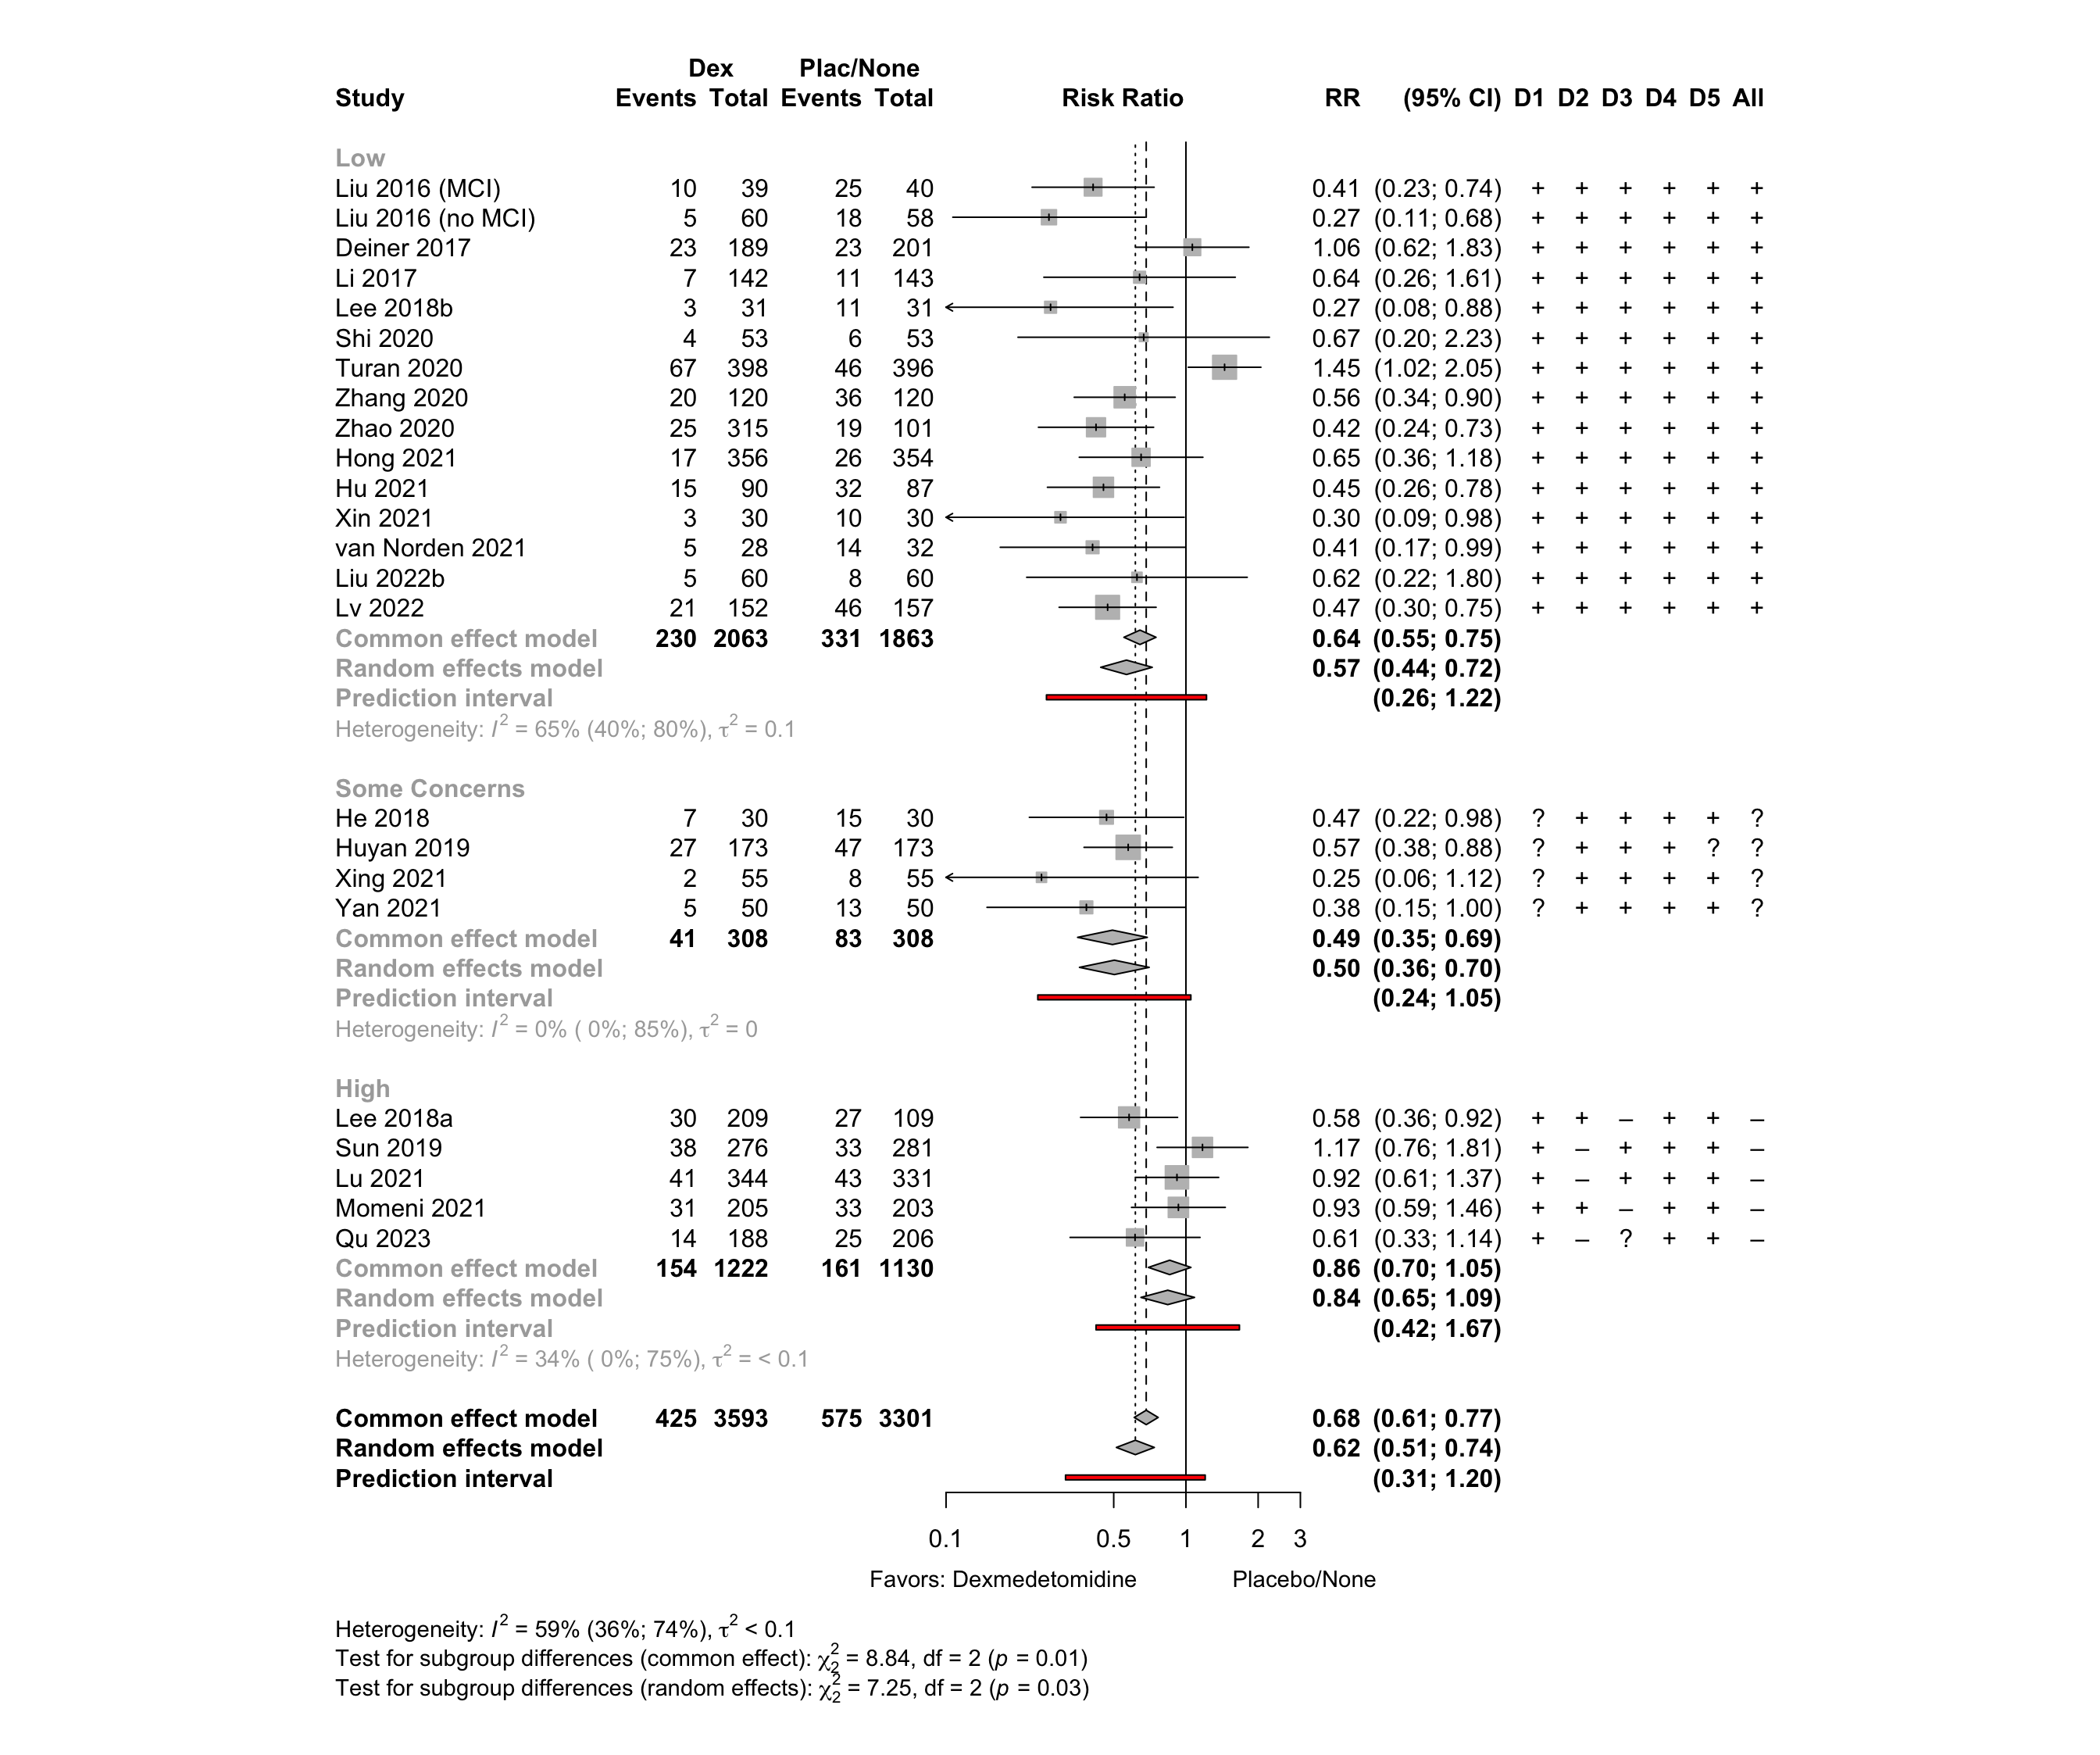 Dex Plac/None
Study Events Total Events Total Risk Ratio RR (95% CI) D1 D2 D3 D4 D5 All
Low
Liu 2016 (MCI) 10 39 25 40 0.41 (0.23; 0.74) + + + + + +
Liu 2016 (no MCI) 5 60 18 58 0.27 (0.11; 0.68) + + + + + +
Deiner 2017 23 189 23 201 1.06 (0.62; 1.83) + + + + + +
Li 2017 7 142 11 143 0.64 (0.26; 1.61) + + + + + +
Lee 2018b 3 31 11 31 0.27 (0.08; 0.88) + + + + + +
Shi 2020 4 53 6 53 0.67 (0.20; 2.23) + + + + + +
Turan 2020 67 398 46 396 1.45 (1.02; 2.05) + + + + + +
Zhang 2020 20 120 36 120 0.56 (0.34; 0.90) + + + + + +
Zhao 2020 25 315 19 101 0.42 (0.24; 0.73) + + + + + +
Hong 2021 17 356 26 354 0.65 (0.36; 1.18) + + + + + +
Hu 2021 15 90 32 87 0.45 (0.26; 0.78) + + + + + +
Xin 2021 3 30 10 30 0.30 (0.09; 0.98) + + + + + +
van Norden 2021 5 28 14 32 0.41 (0.17; 0.99) + + + + + +
Liu 2022b 5 60 8 60 0.62 (0.22; 1.80) + + + + + +
Lv 2022 21 152 46 157 0.47 (0.30; 0.75) + + + + + +
Common effect model 230 2063 331 1863 0.64 (0.55; 0.75)
Random effects model 0.57 (0.44; 0.72)
Prediction interval (0.26; 1.22)
Heterogeneity: I² = 65% (40%; 80%), τ² = 0.1
Some Concerns
He 2018 7 30 15 30 0.47 (0.22; 0.98) ? + + + + ?
Huyan 2019 27 173 47 173 0.57 (0.38; 0.88) ? + + + ? ?
Xing 2021 2 55 8 55 0.25 (0.06; 1.12) ? + + + + ?
Yan 2021 5 50 13 50 0.38 (0.15; 1.00) ? + + + + ?
Common effect model 41 308 83 308 0.49 (0.35; 0.69)
Random effects model 0.50 (0.36; 0.70)
Prediction interval (0.24; 1.05)
Heterogeneity: I² = 0% ( 0%; 85%), τ² = 0
High
Lee 2018a 30 209 27 109 0.58 (0.36; 0.92) + + – + + –
Sun 2019 38 276 33 281 1.17 (0.76; 1.81) + – + + + –
Lu 2021 41 344 43 331 0.92 (0.61; 1.37) + – + + + –
Momeni 2021 31 205 33 203 0.93 (0.59; 1.46) + + – + + –
Qu 2023 14 188 25 206 0.61 (0.33; 1.14) + – ? + + –
Common effect model 154 1222 161 1130 0.86 (0.70; 1.05)
Random effects model 0.84 (0.65; 1.09)
Prediction interval (0.42; 1.67)
Heterogeneity: I² = 34% ( 0%; 75%), τ² = < 0.1
Common effect model 425 3593 575 3301 0.68 (0.61; 0.77)
Random effects model 0.62 (0.51; 0.74)
Prediction interval (0.31; 1.20)
0.1 0.5 1 2 3
Favors: Dexmedetomidine Placebo/None
Heterogeneity: I² = 59% (36%; 74%), τ² < 0.1
Test for subgroup differences (common effect): χ²₂ = 8.84, df = 2 (p = 0.01)
Test for subgroup differences (random effects): χ²₂ = 7.25, df = 2 (p = 0.03)